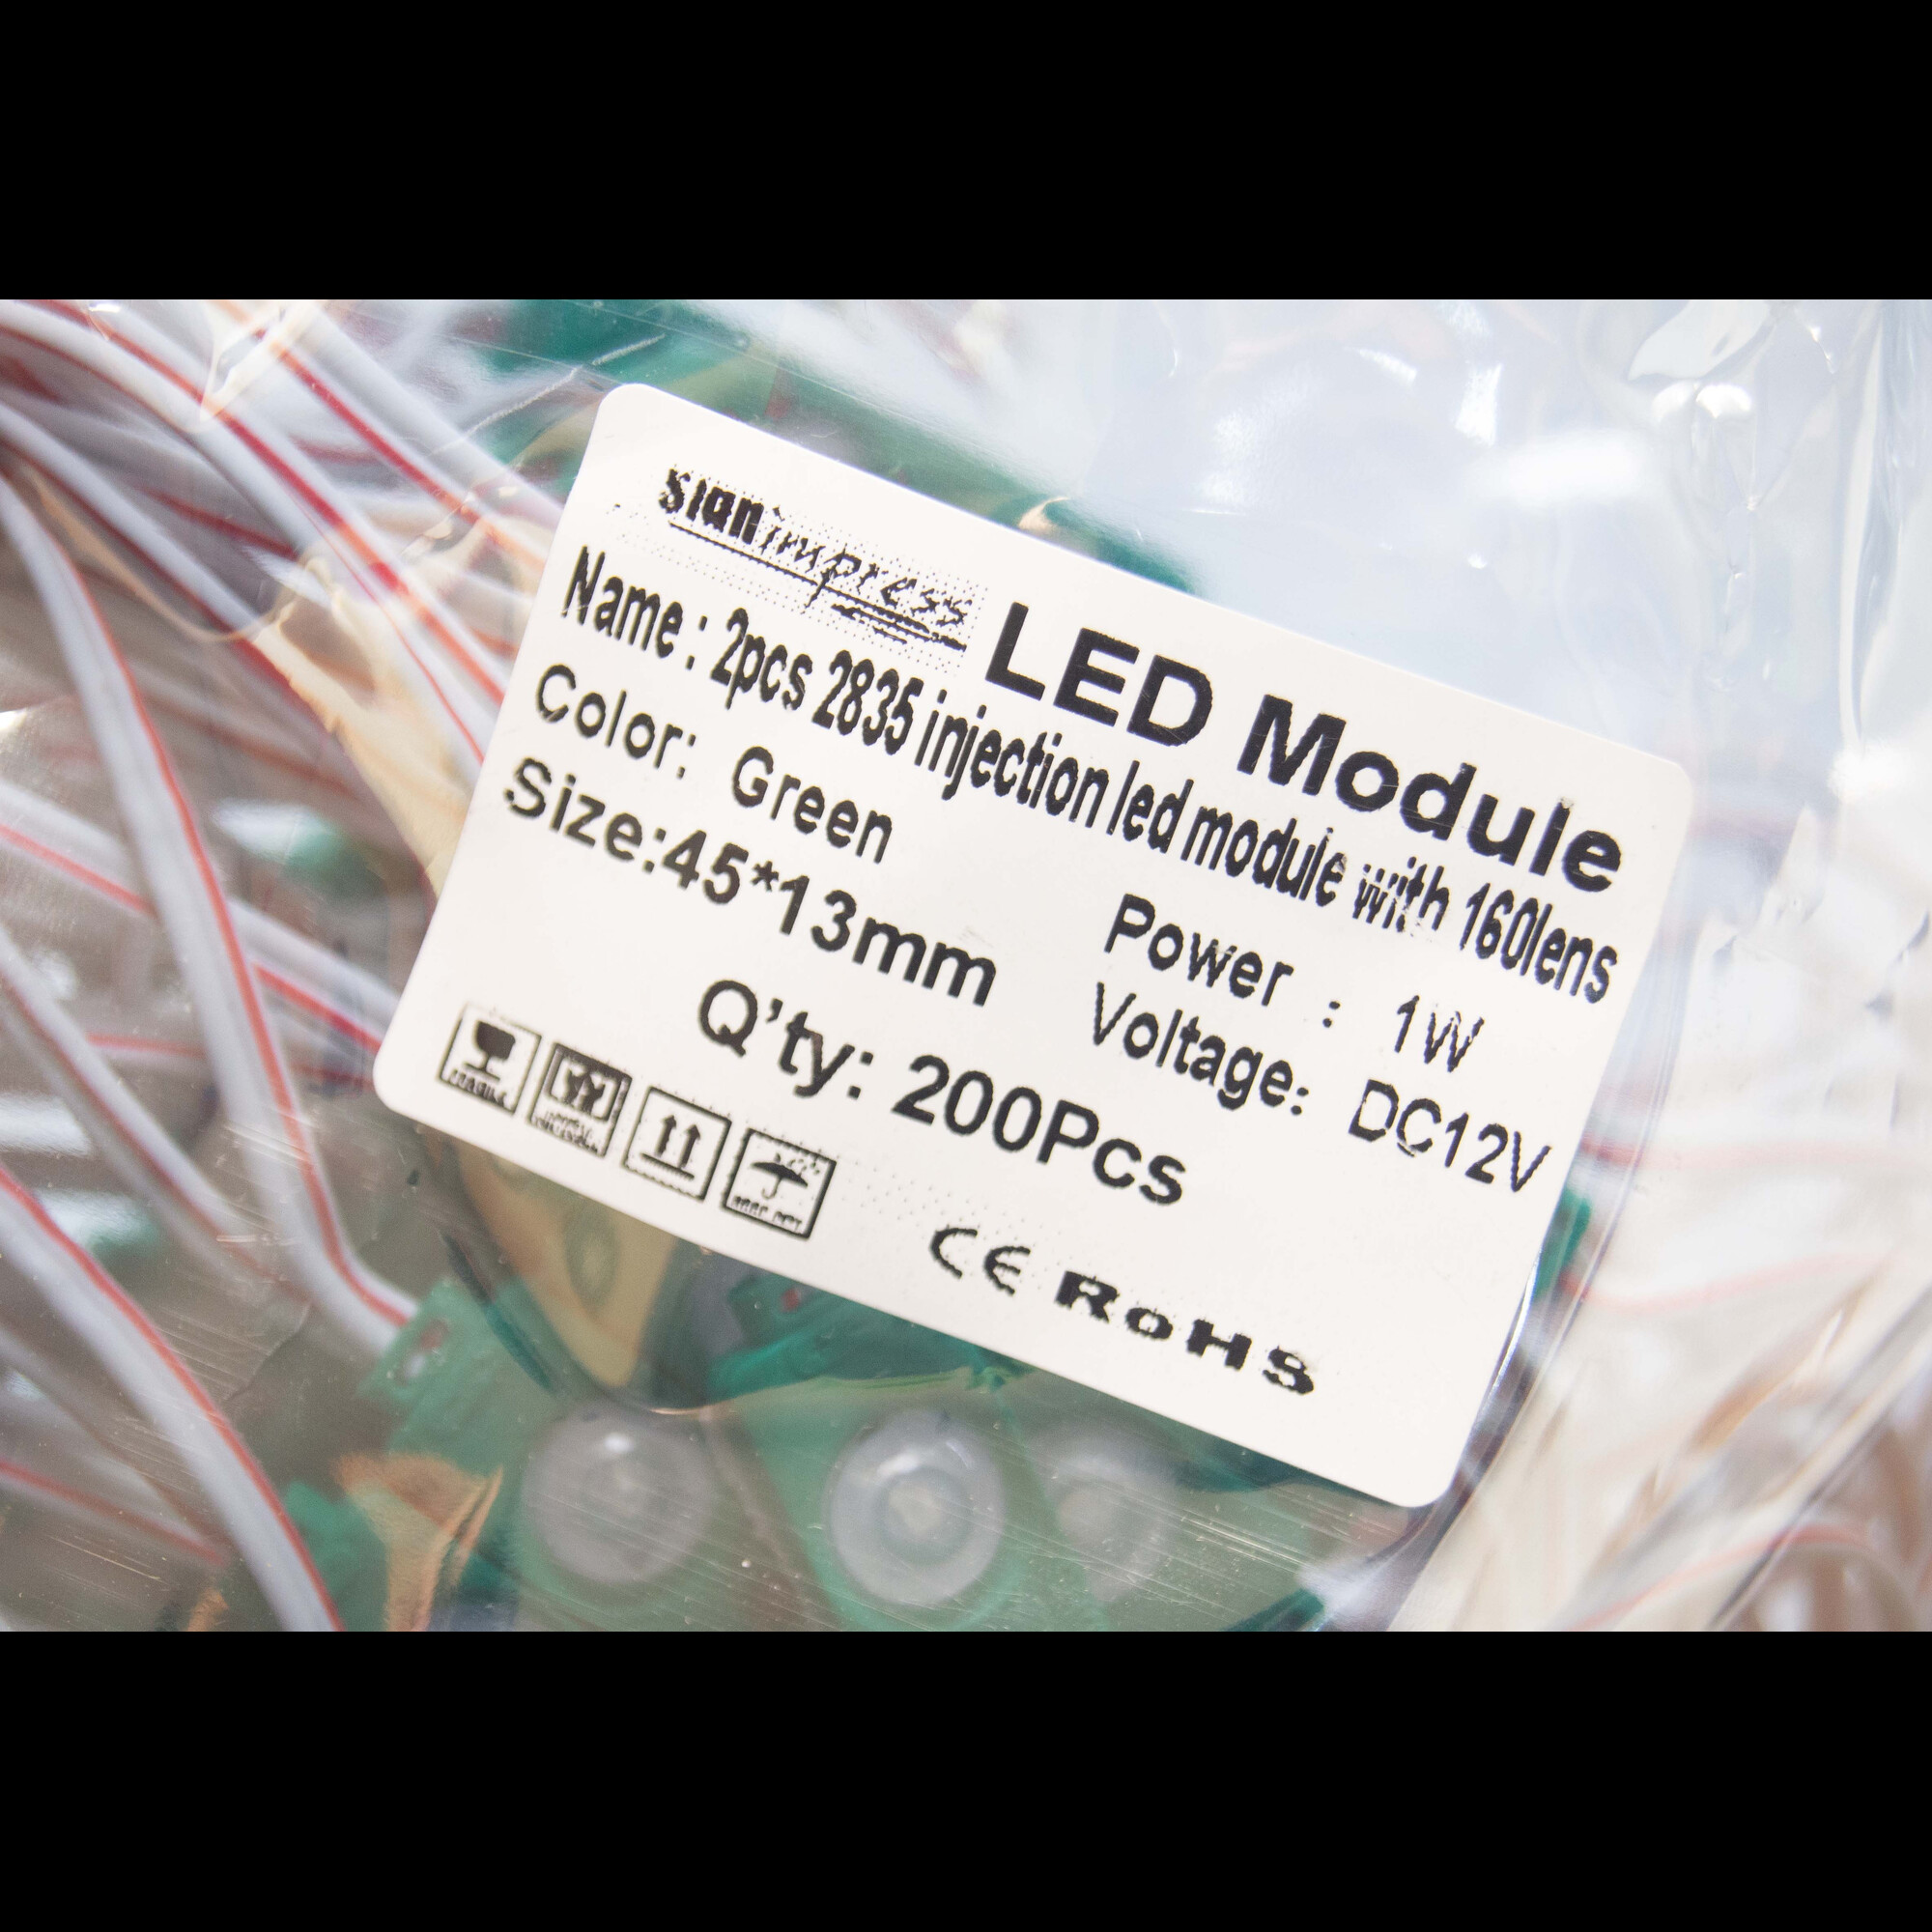 signimpress
LED Module
Name : 2pcs 2835 injection led module with 160lens
Color: Green
Power : 1W
Size:45*13mm
Voltage: DC12V
Q'ty: 200Pcs
FRAGILE
CE RoHS